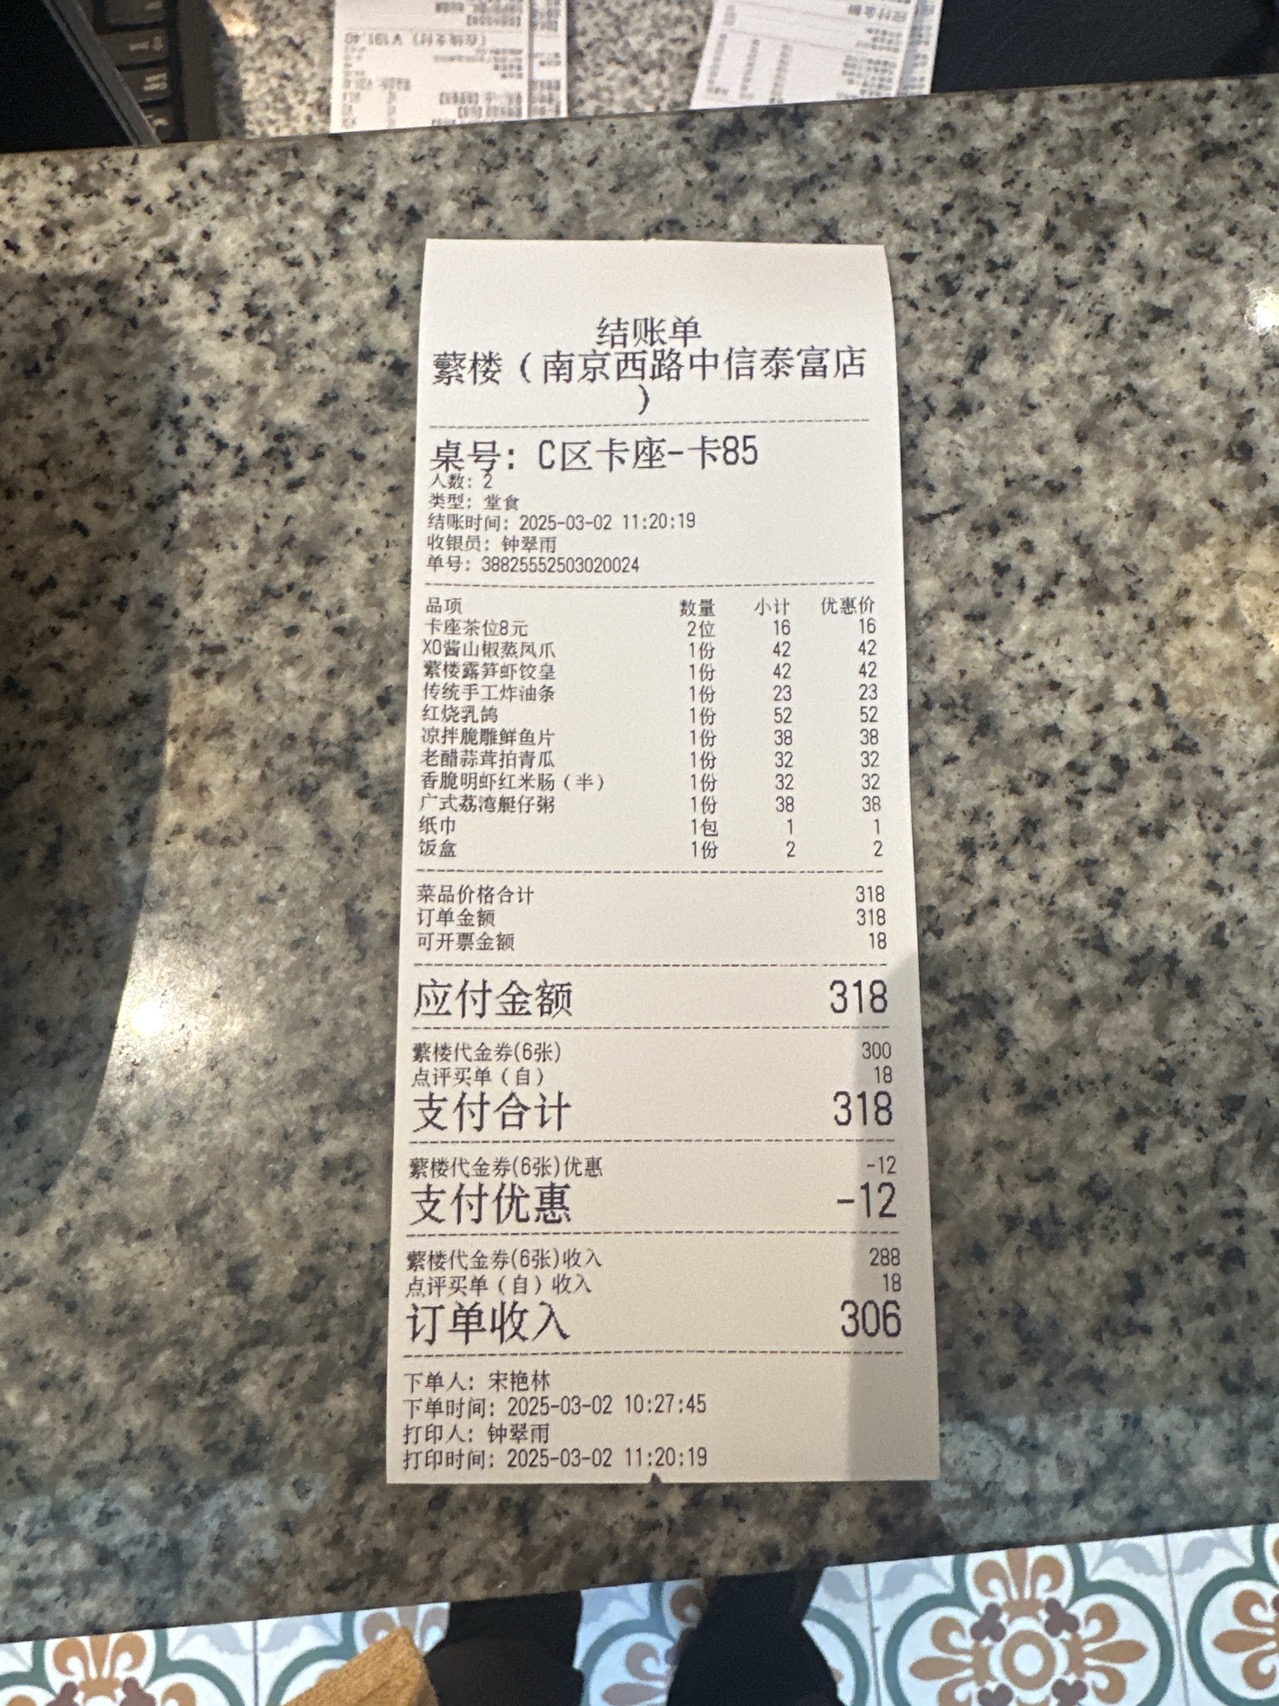 (在线支付) ￥191.40
结账单
蘩楼（南京西路中信泰富店
）
桌号: C区卡座-卡85
人数: 2
类型: 堂食
结账时间: 2025-03-02 11:20:19
收银员: 钟翠雨
单号: 38825552503020024
品项 数量 小计 优惠价
卡座茶位8元 2位 16 16
XO酱山椒蒸凤爪 1份 42 42
蘩楼露笋虾饺皇 1份 42 42
传统手工炸油条 1份 23 23
红烧乳鸽 1份 52 52
凉拌脆雕鲜鱼片 1份 38 38
老醋蒜茸拍青瓜 1份 32 32
香脆明虾红米肠（半） 1份 32 32
广式荔湾艇仔粥 1份 38 38
纸巾 1包 1 1
饭盒 1份 2 2
菜品价格合计 318
订单金额 318
可开票金额 18
应付金额 318
蘩楼代金券(6张) 300
点评买单（自） 18
支付合计 318
蘩楼代金券(6张)优惠 -12
支付优惠 -12
蘩楼代金券(6张)收入 288
点评买单（自）收入 18
订单收入 306
下单人: 宋艳林
下单时间: 2025-03-02 10:27:45
打印人: 钟翠雨
打印时间: 2025-03-02 11:20:19